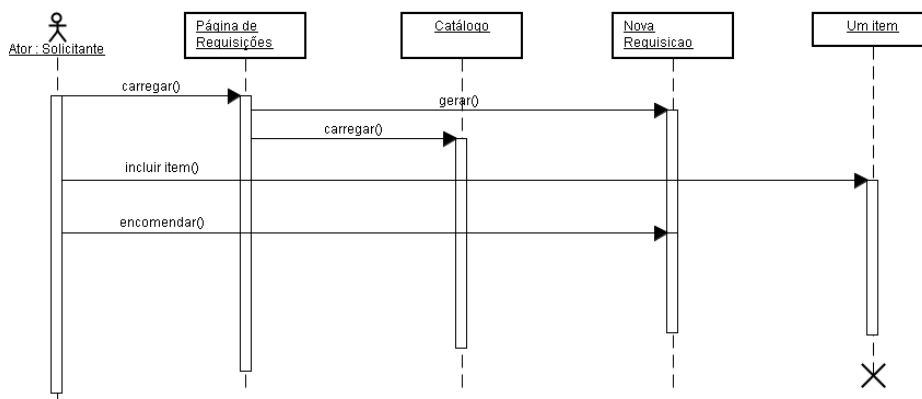 Ator : Solicitante
Página de
Requisições
Catálogo
Nova
Requisicao
Um item
carregar()
gerar()
carregar()
incluir item()
encomendar()